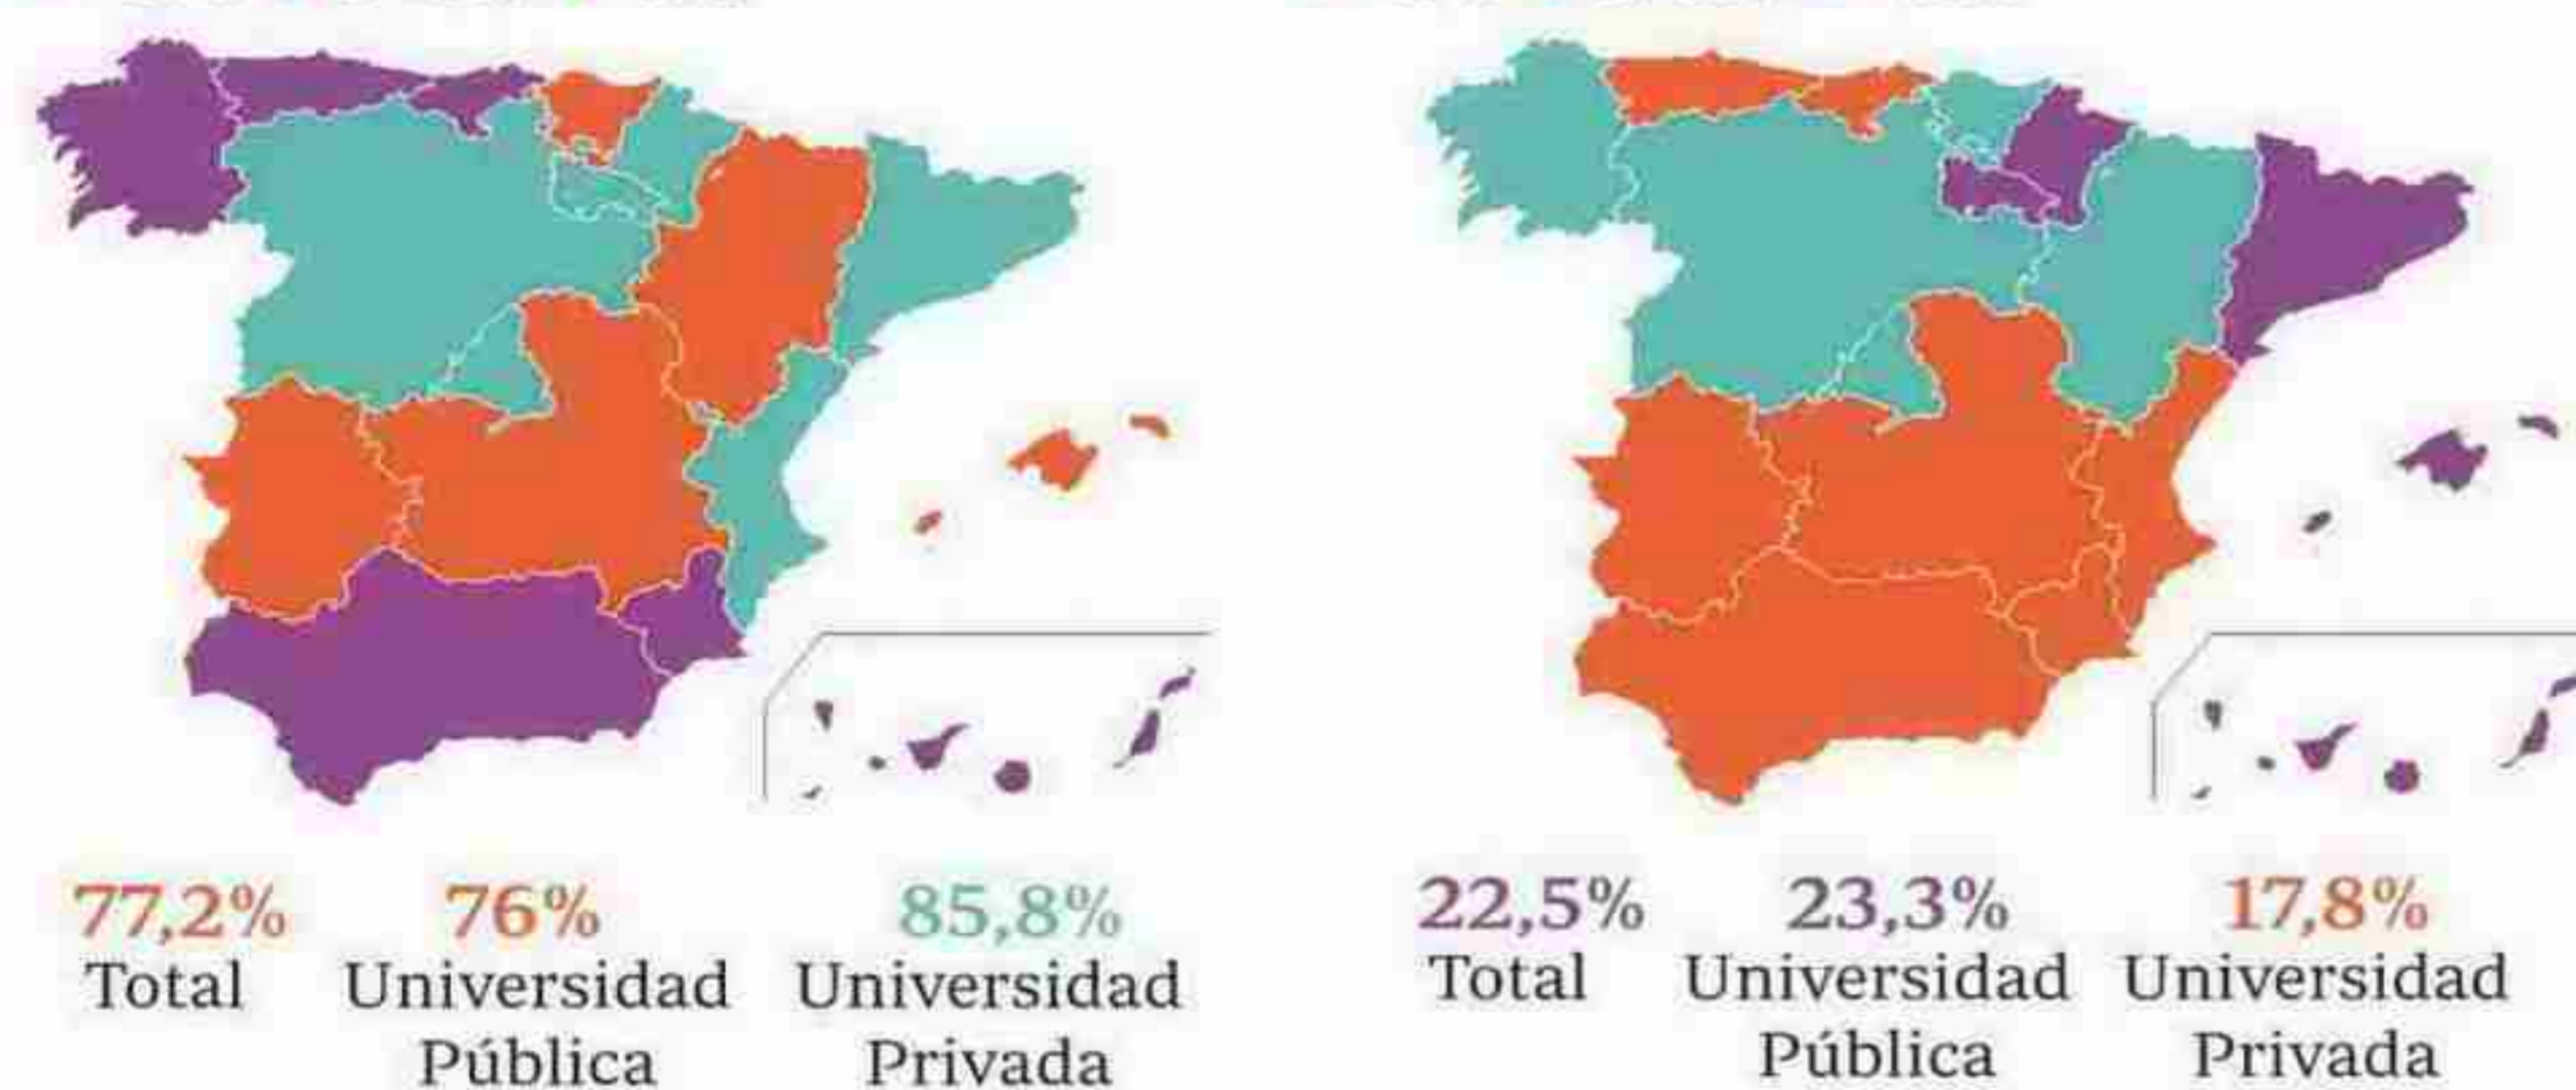 77,2% 76% 85,8%
Total Universidad Universidad
Pública Privada
22,5% 23,3% 17,8%
Total Universidad Universidad
Pública Privada